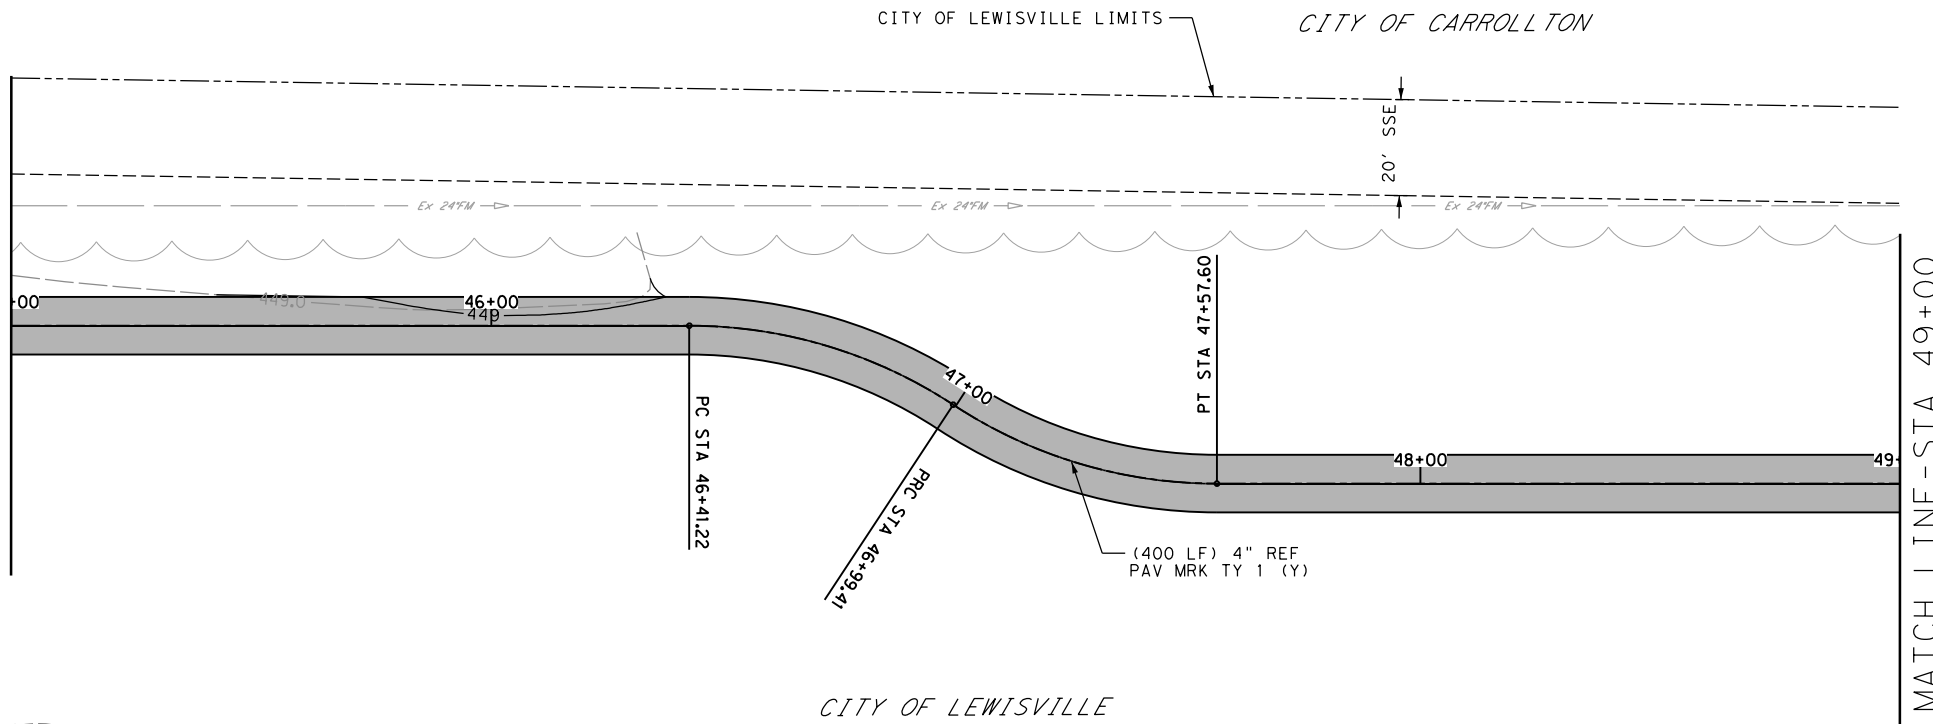 CITY OF LEWISVILLE LIMITS
CITY OF CARROLLTON
20' SSE
Ex 24"FM
Ex 24"FM
Ex 24"FM
+00
449.0
46+00
449
PC STA 46+41.22
47+00
PRC STA 46+99.41
PT STA 47+57.60
48+00
49+
(400 LF) 4" REF
PAV MRK TY 1 (Y)
MATCH LINE-STA 49+00
CITY OF LEWISVILLE